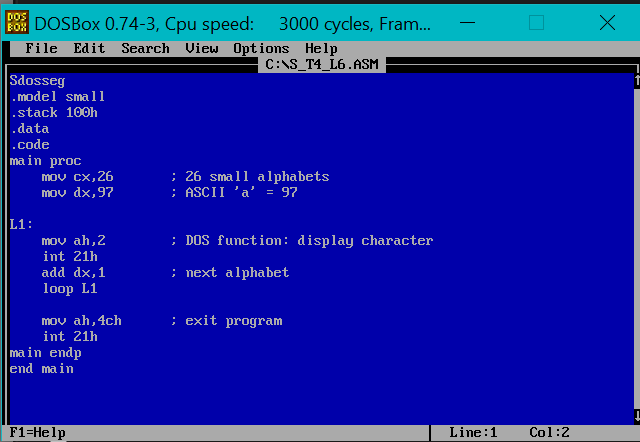 DOSBox 0.74-3, Cpu speed: 3000 cycles, Fram...
File Edit Search View Options Help
C:\S_T4_L6.ASM
Sdosseg
.model small
.stack 100h
.data
.code
main proc
    mov cx,26       ; 26 small alphabets
    mov dx,97       ; ASCII 'a' = 97
L1:
    mov ah,2        ; DOS function: display character
    int 21h
    add dx,1        ; next alphabet
    loop L1
    mov ah,4ch      ; exit program
    int 21h
main endp
end main
F1=Help Line:1 Col:2